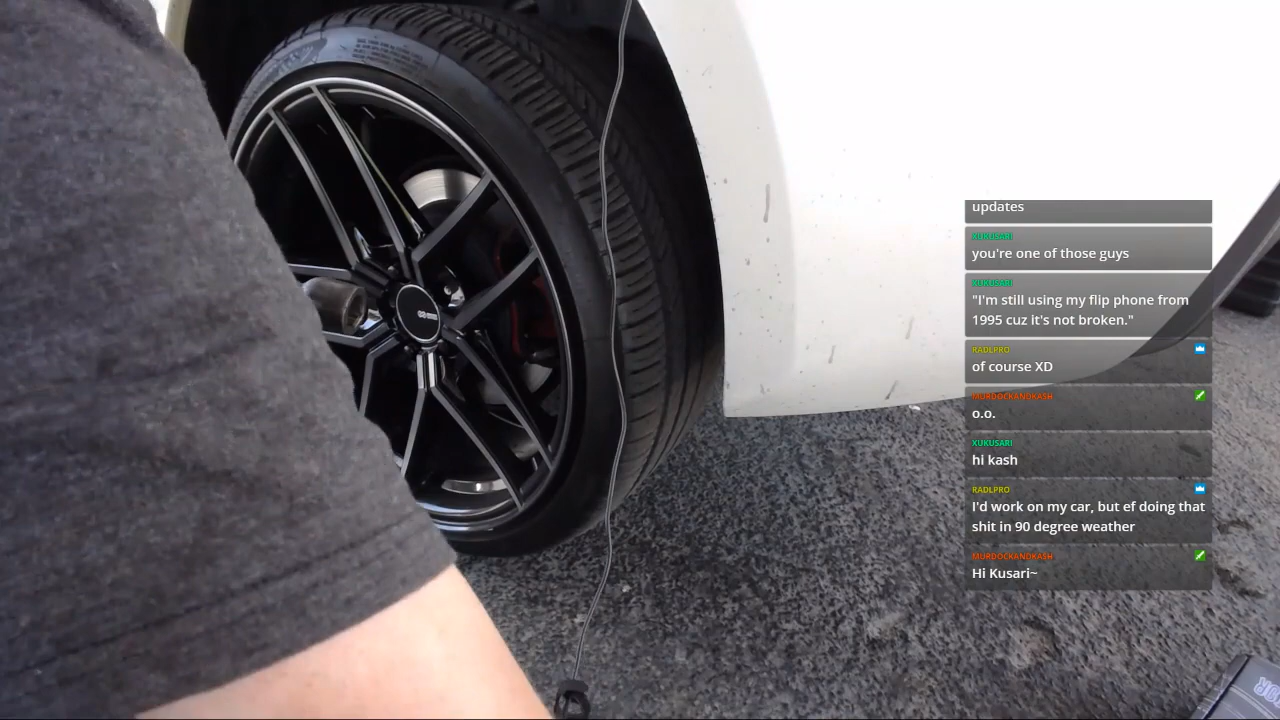 updates
XUKUSARI
you're one of those guys
XUKUSARI
"I'm still using my flip phone from
1995 cuz it's not broken."
RADLPRO
of course XD
MURDOCKANDKASH
o.o.
XUKUSARI
hi kash
RADLPRO
I'd work on my car, but ef doing that
shit in 90 degree weather
MURDOCKANDKASH
Hi Kusari~